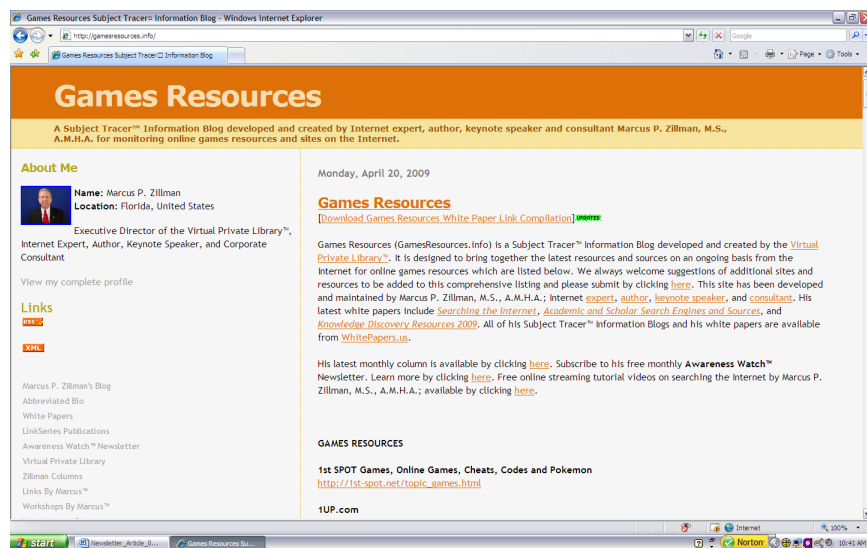 Games Resources Subject Tracer¤ Information Blog - Windows Internet Explorer
http://gamesresources.info/
Google
Games Resources Subject Tracer□ Information Blog
Page
Tools
Games Resources
A Subject Tracer™ Information Blog developed and created by Internet expert, author, keynote speaker and consultant Marcus P. Zillman, M.S.,
A.M.H.A. for monitoring online games resources and sites on the Internet.
About Me
Name: Marcus P. Zillman
Location: Florida, United States
Executive Director of the Virtual Private Library™,
Internet Expert, Author, Keynote Speaker, and Corporate
Consultant
View my complete profile
Links
RSS
XML
Marcus P. Zillman's Blog
Abbreviated Bio
White Papers
LinkSeries Publications
Awareness Watch™ Newsletter
Virtual Private Library
Zillman Columns
Links By Marcus™
Workshops By Marcus™
Monday, April 20, 2009
Games Resources
[Download Games Resources White Paper Link Compilation] UPDATED
Games Resources (GamesResources.info) is a Subject Tracer™ Information Blog developed and created by the Virtual
Private Library™. It is designed to bring together the latest resources and sources on an ongoing basis from the
Internet for online games resources which are listed below. We always welcome suggestions of additional sites and
resources to be added to this comprehensive listing and please submit by clicking here. This site has been developed
and maintained by Marcus P. Zillman, M.S., A.M.H.A.; Internet expert, author, keynote speaker, and consultant. His
latest white papers include Searching the Internet, Academic and Scholar Search Engines and Sources, and
Knowledge Discovery Resources 2009. All of his Subject Tracer™ Information Blogs and his white papers are available
from WhitePapers.us.
His latest monthly column is available by clicking here. Subscribe to his free monthly Awareness Watch™
Newsletter. Learn more by clicking here. Free online streaming tutorial videos on searching the Internet by Marcus P.
Zillman, M.S., A.M.H.A.; available by clicking here.
GAMES RESOURCES
1st SPOT Games, Online Games, Cheats, Codes and Pokemon
http://1st-spot.net/topic_games.html
1UP.com
Internet
100%
start
Newsletter_Article_0...
Games Resources Su...
Norton
10:41 AM